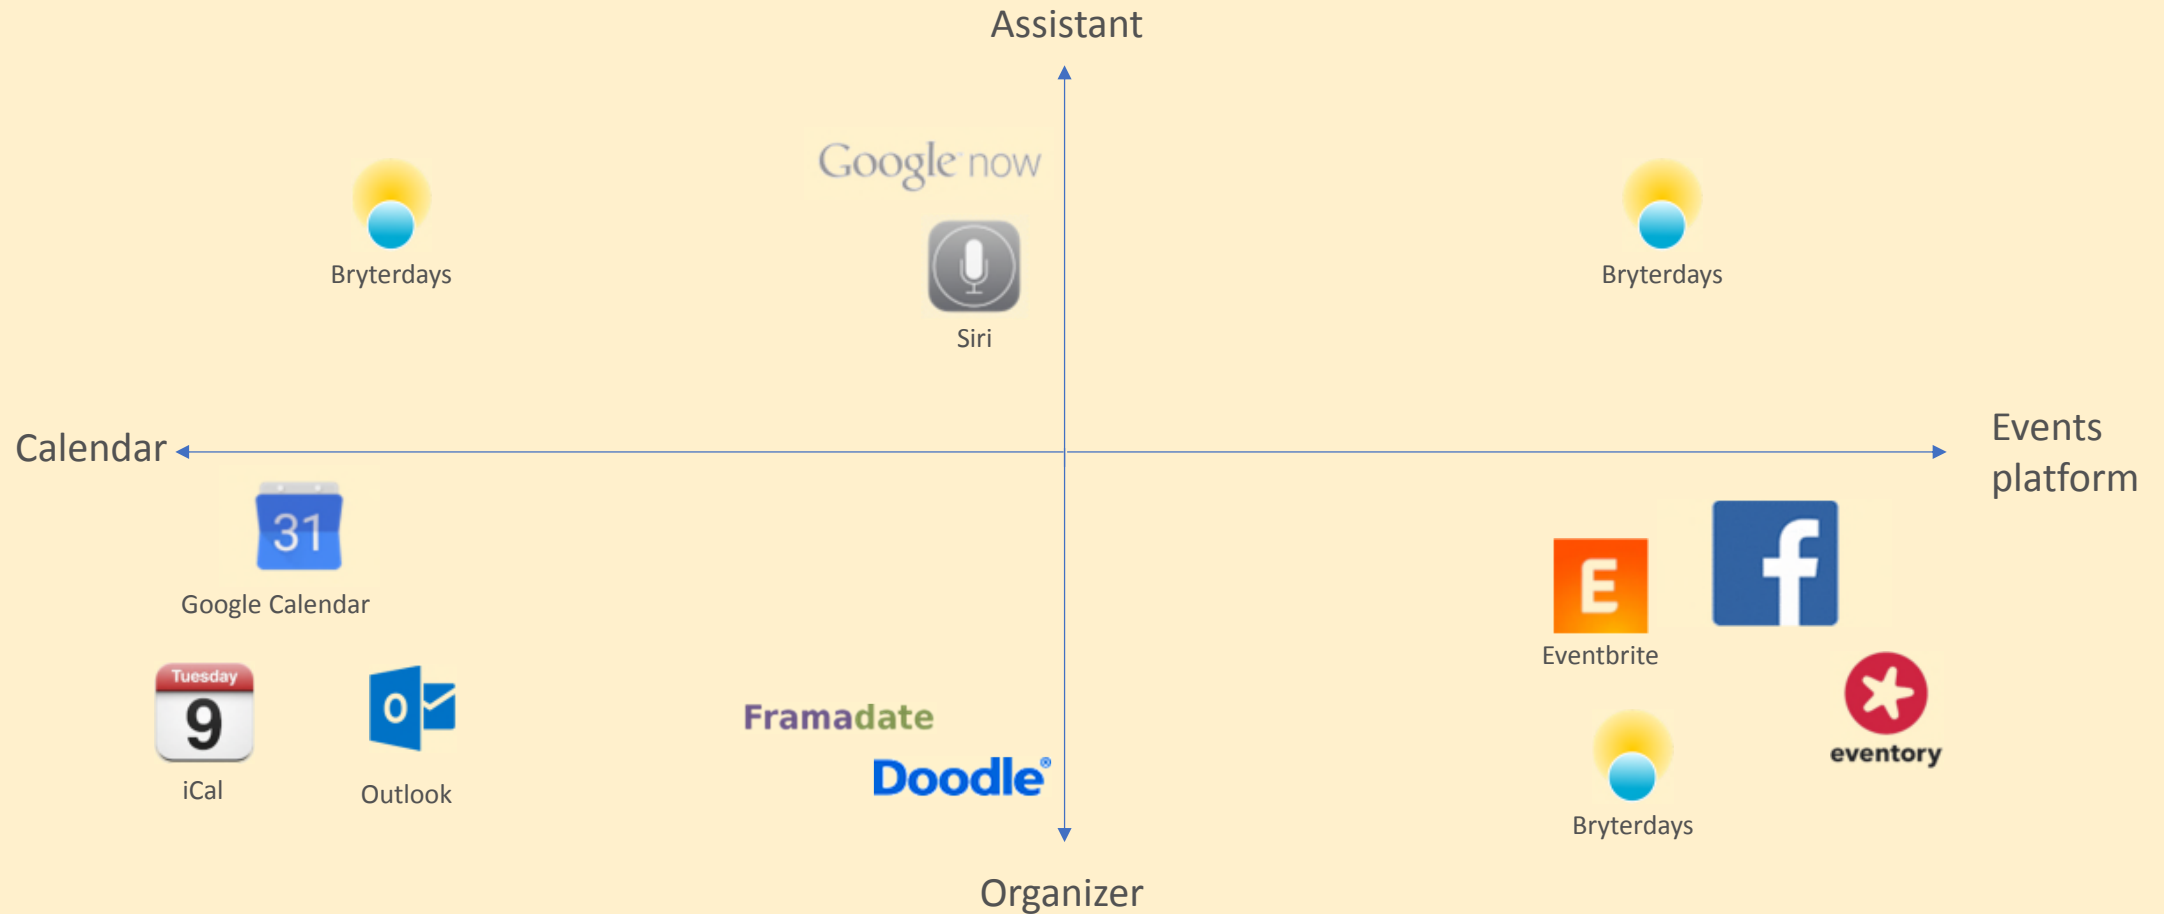 Assistant
Google now
Bryterdays
Bryterdays
Siri
Calendar
Events
platform
31
Google Calendar
E
f
Eventbrite
Tuesday
9
iCal
O
Outlook
Framadate
Doodle®
eventory
Bryterdays
Organizer